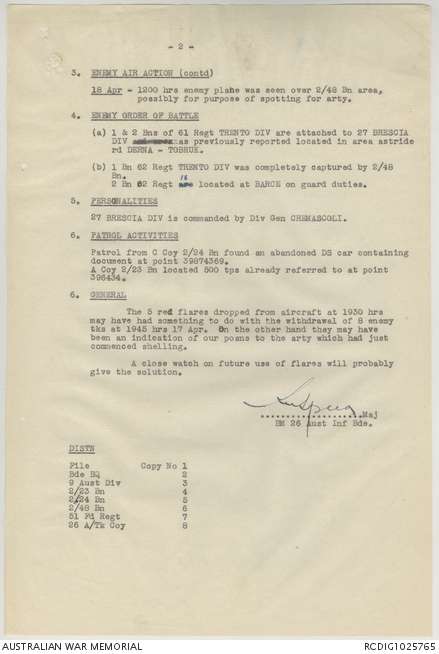 - 2 -
3. ENEMY AIR ACTION (contd)
18 Apr - 1200 hrs enemy plane was seen over 2/48 Bn area,
possibly for purpose of spotting for arty.
4. ENEMY ORDER OF BATTLE
(a) 1 & 2 Bns of 61 Regt TRENTO DIV are attached to 27 BRESCIA
DIV as previously reported located in area astride
rd DERNA - TOBRUK.
(b) 1 Bn 62 Regt TRENTO DIV was completely captured by 2/48
Bn.
2 Bn 62 Regt is located at BARCE on guard duties.
5. PERSONALITIES
27 BRESCIA DIV is commanded by Div Gen CREMASCOLI.
6. PATROL ACTIVITIES
Patrol from C Coy 2/24 Bn found an abandoned DS car containing
document at point 39874369.
A Coy 2/23 Bn located 500 tps already referred to at point
396434.
6. GENERAL
The 5 red flares dropped from aircraft at 1930 hrs
may have had something to do with the withdrawal of 8 enemy
tks at 1945 hrs 17 Apr. On the other hand they may have
been an indication of our posns to the arty which had just
commenced shelling.
A close watch on future use of flares will probably
give the solution.
Maj
BM 26 Aust Inf Bde.
DISTN
File Copy No 1
Bde HQ 2
9 Aust Div 3
2/23 Bn 4
2/24 Bn 5
2/48 Bn 6
51 Fd Regt 7
26 A/Tk Coy 8
AUSTRALIAN WAR MEMORIAL
RCDIG1025765